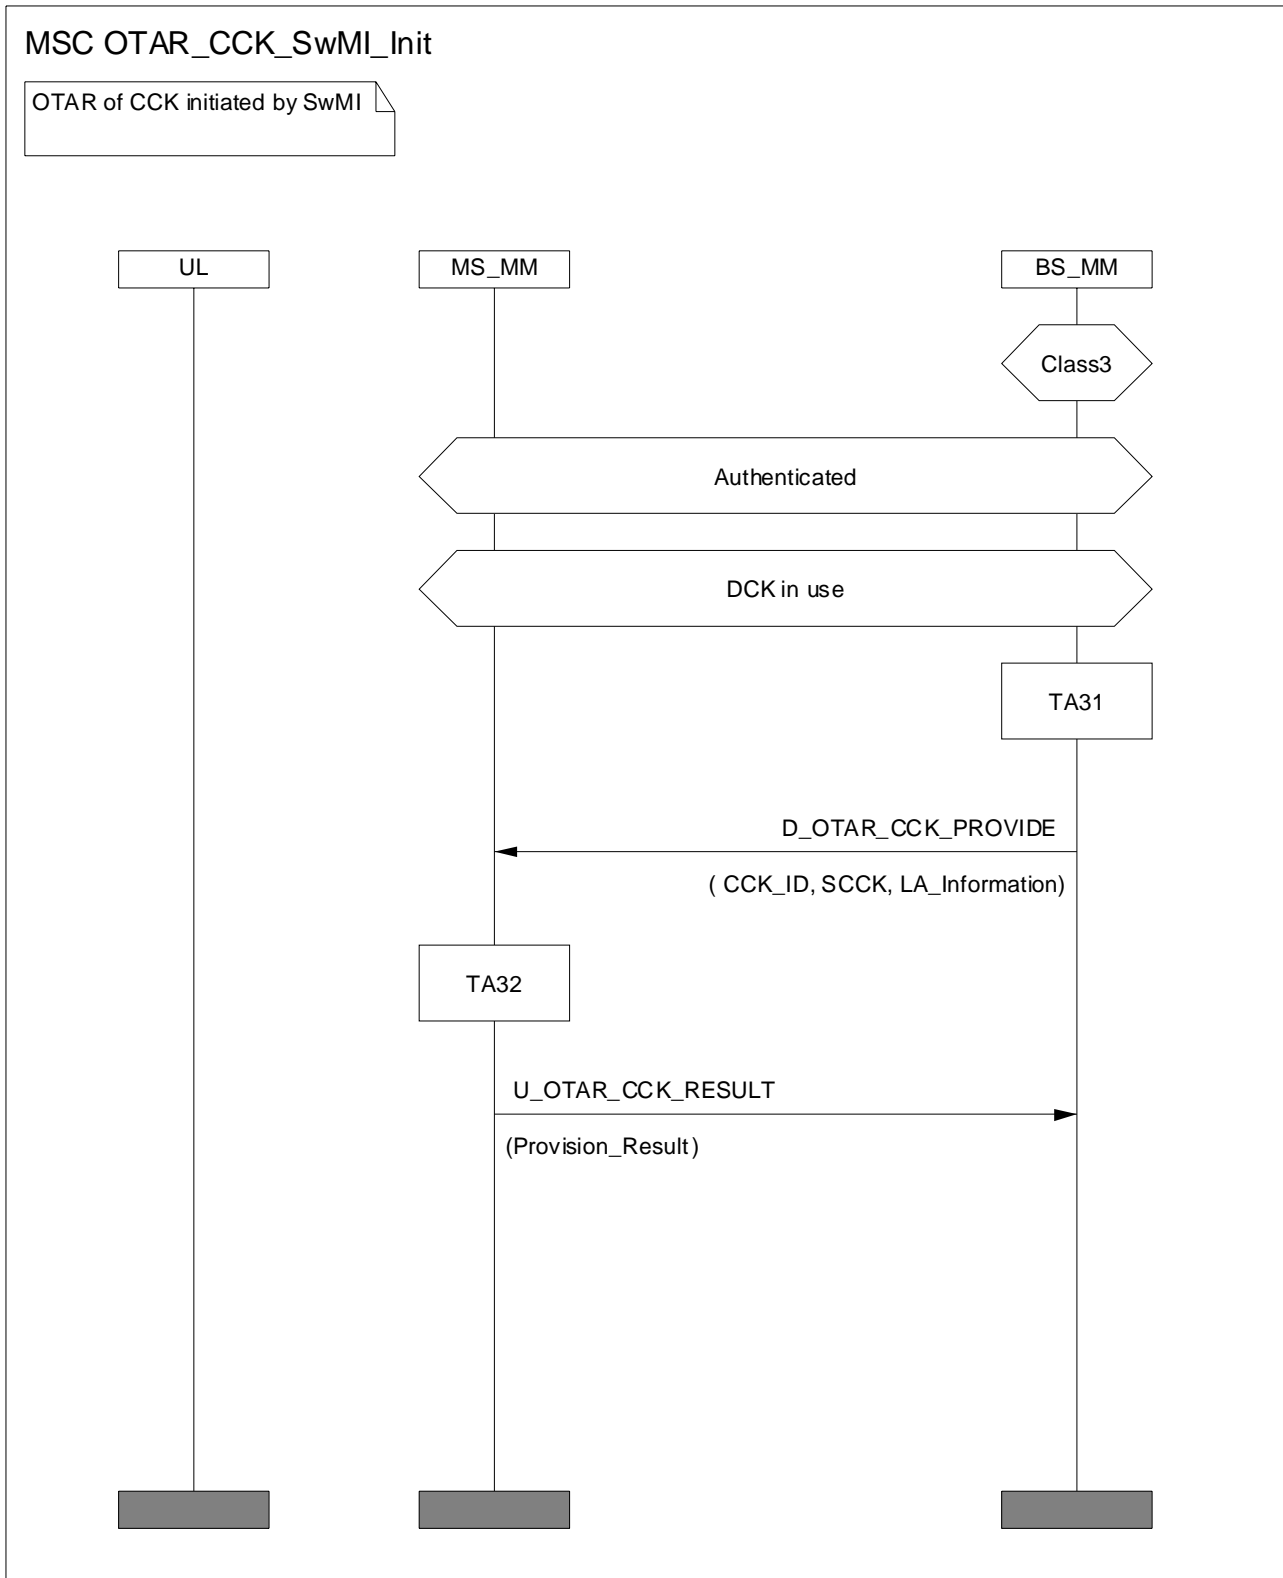 MSC OTAR_CCK_SwMI_Init
OTAR of CCK initiated by SwMI
UL
MS_MM
BS_MM
Class3
Authenticated
DCK in use
TA31
D_OTAR_CCK_PROVIDE
( CCK_ID, SCCK, LA_Information)
TA32
U_OTAR_CCK_RESULT
(Provision_Result)